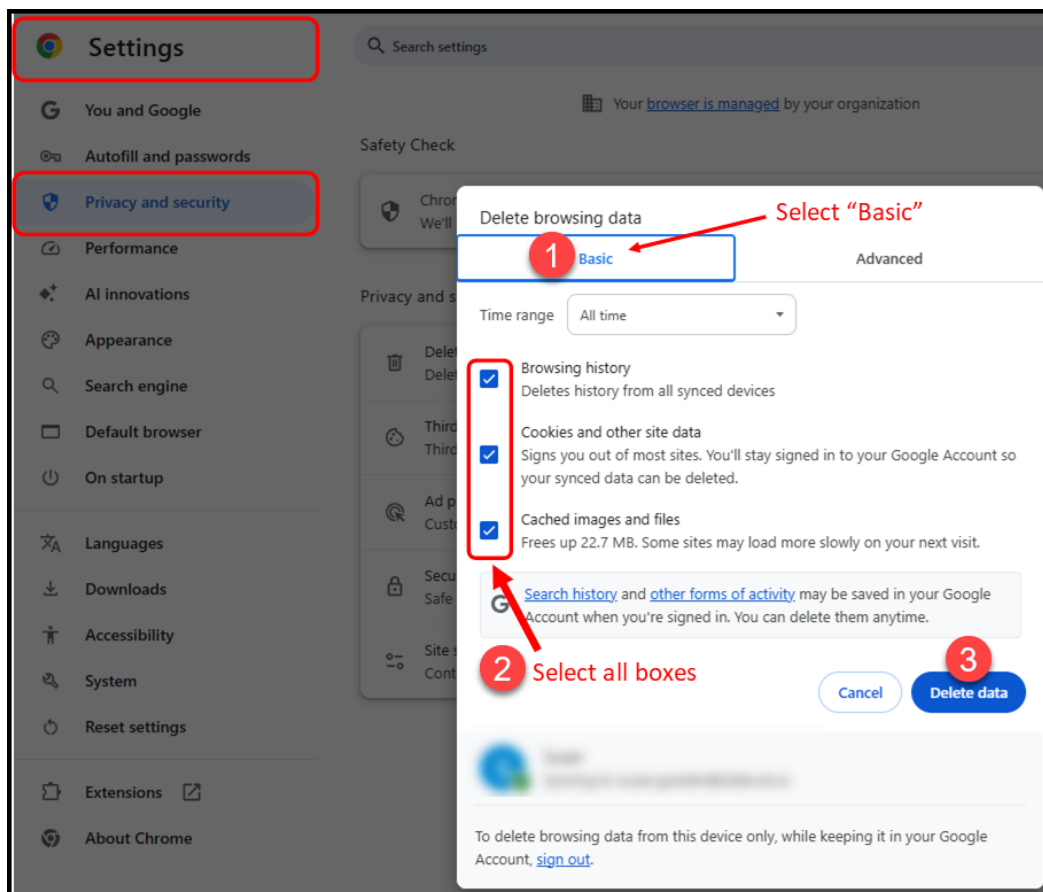 Settings
Search settings
You and Google
Autofill and passwords
Privacy and security
Performance
AI innovations
Appearance
Search engine
Default browser
On startup
Languages
Downloads
Accessibility
System
Reset settings
Extensions
About Chrome
Your browser is managed by your organization
Safety Check
Chror
We'll
Privacy and s
Delet
Delet
Third
Third
Ad p
Custo
Secu
Safe
Site s
Cont
Delete browsing data
Select “Basic”
1
Basic
Advanced
Time range
All time
Browsing history
Deletes history from all synced devices
Cookies and other site data
Signs you out of most sites. You'll stay signed in to your Google Account so
your synced data can be deleted.
Cached images and files
Frees up 22.7 MB. Some sites may load more slowly on your next visit.
G
Search history and other forms of activity may be saved in your Google
Account when you're signed in. You can delete them anytime.
2
Select all boxes
3
Cancel
Delete data
To delete browsing data from this device only, while keeping it in your Google
Account, sign out.